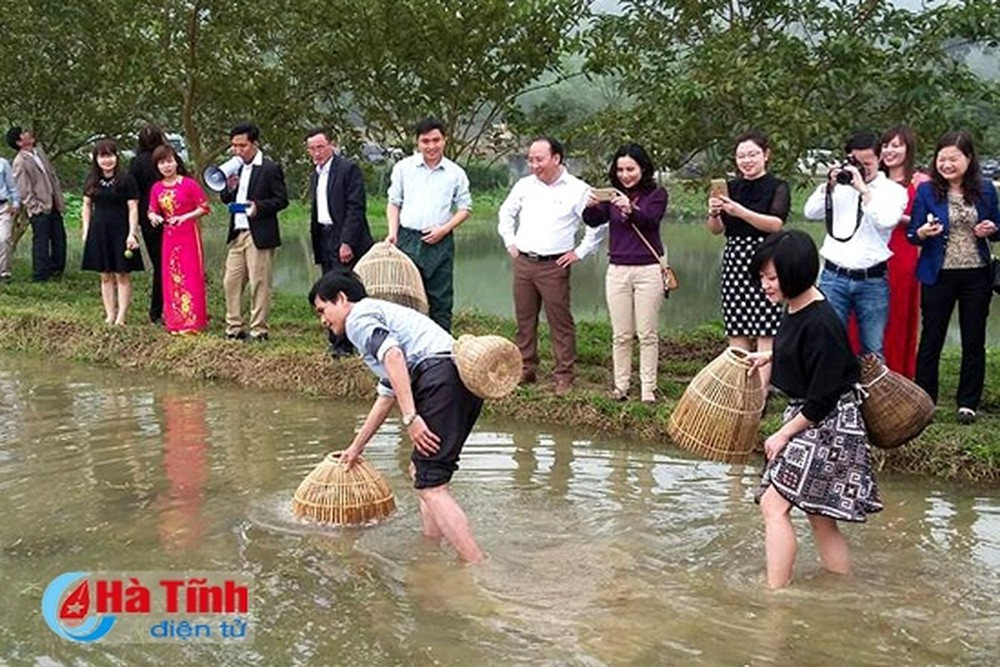 Hà Tĩnh
điện tử